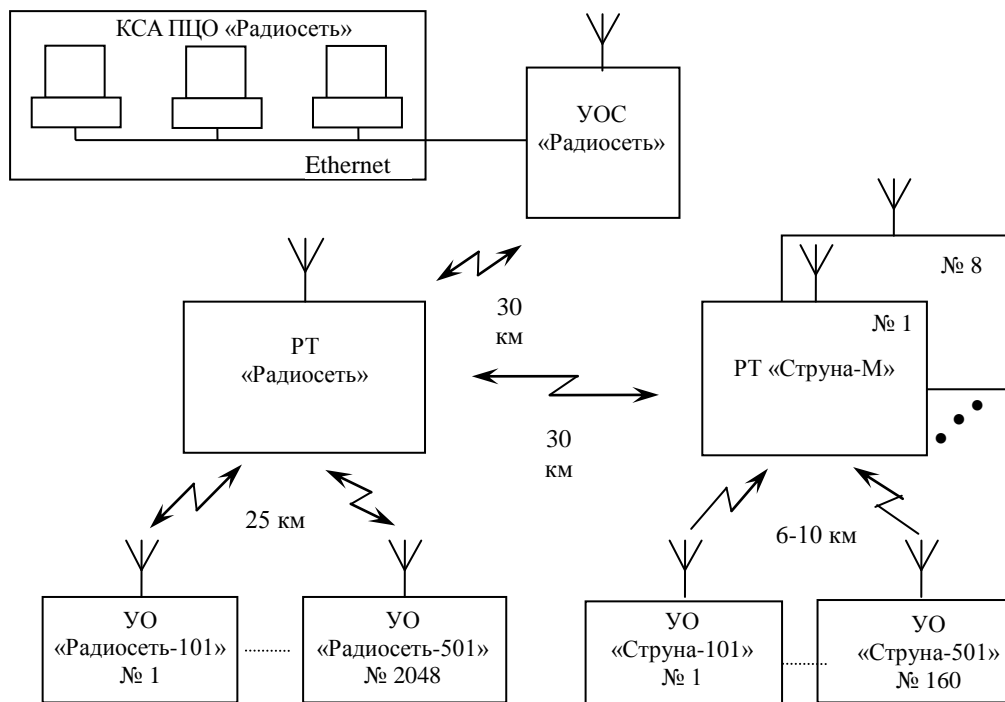 КСА ПЦО «Радиосеть»
Ethernet
УОС
«Радиосеть»
№ 8
№ 1
РТ
«Радиосеть»
30
км
РТ «Струна-М»
30
км
25 км
6-10 км
УО
«Радиосеть-101»
№ 1
УО
«Радиосеть-501»
№ 2048
УО
«Струна-101»
№ 1
УО
«Струна-501»
№ 160